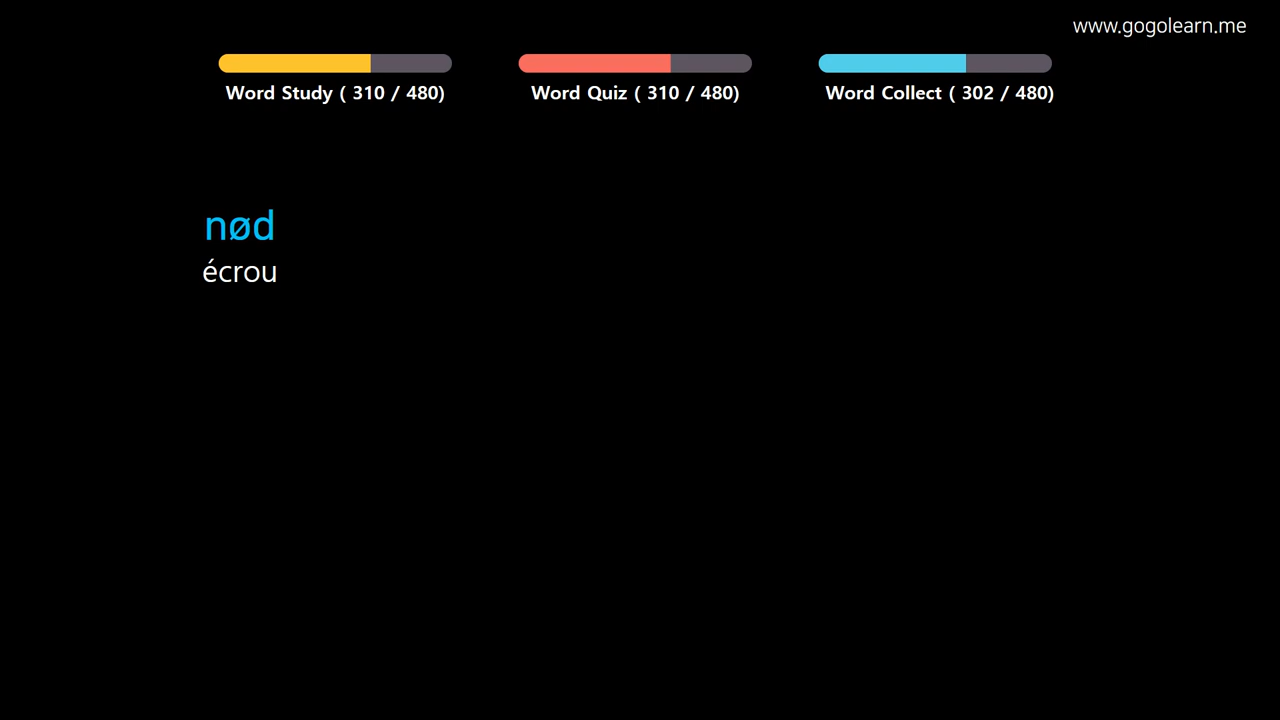 www.gogolearn.me
Word Study ( 310 / 480)
Word Quiz ( 310 / 480)
Word Collect ( 302 / 480)
nød
écrou